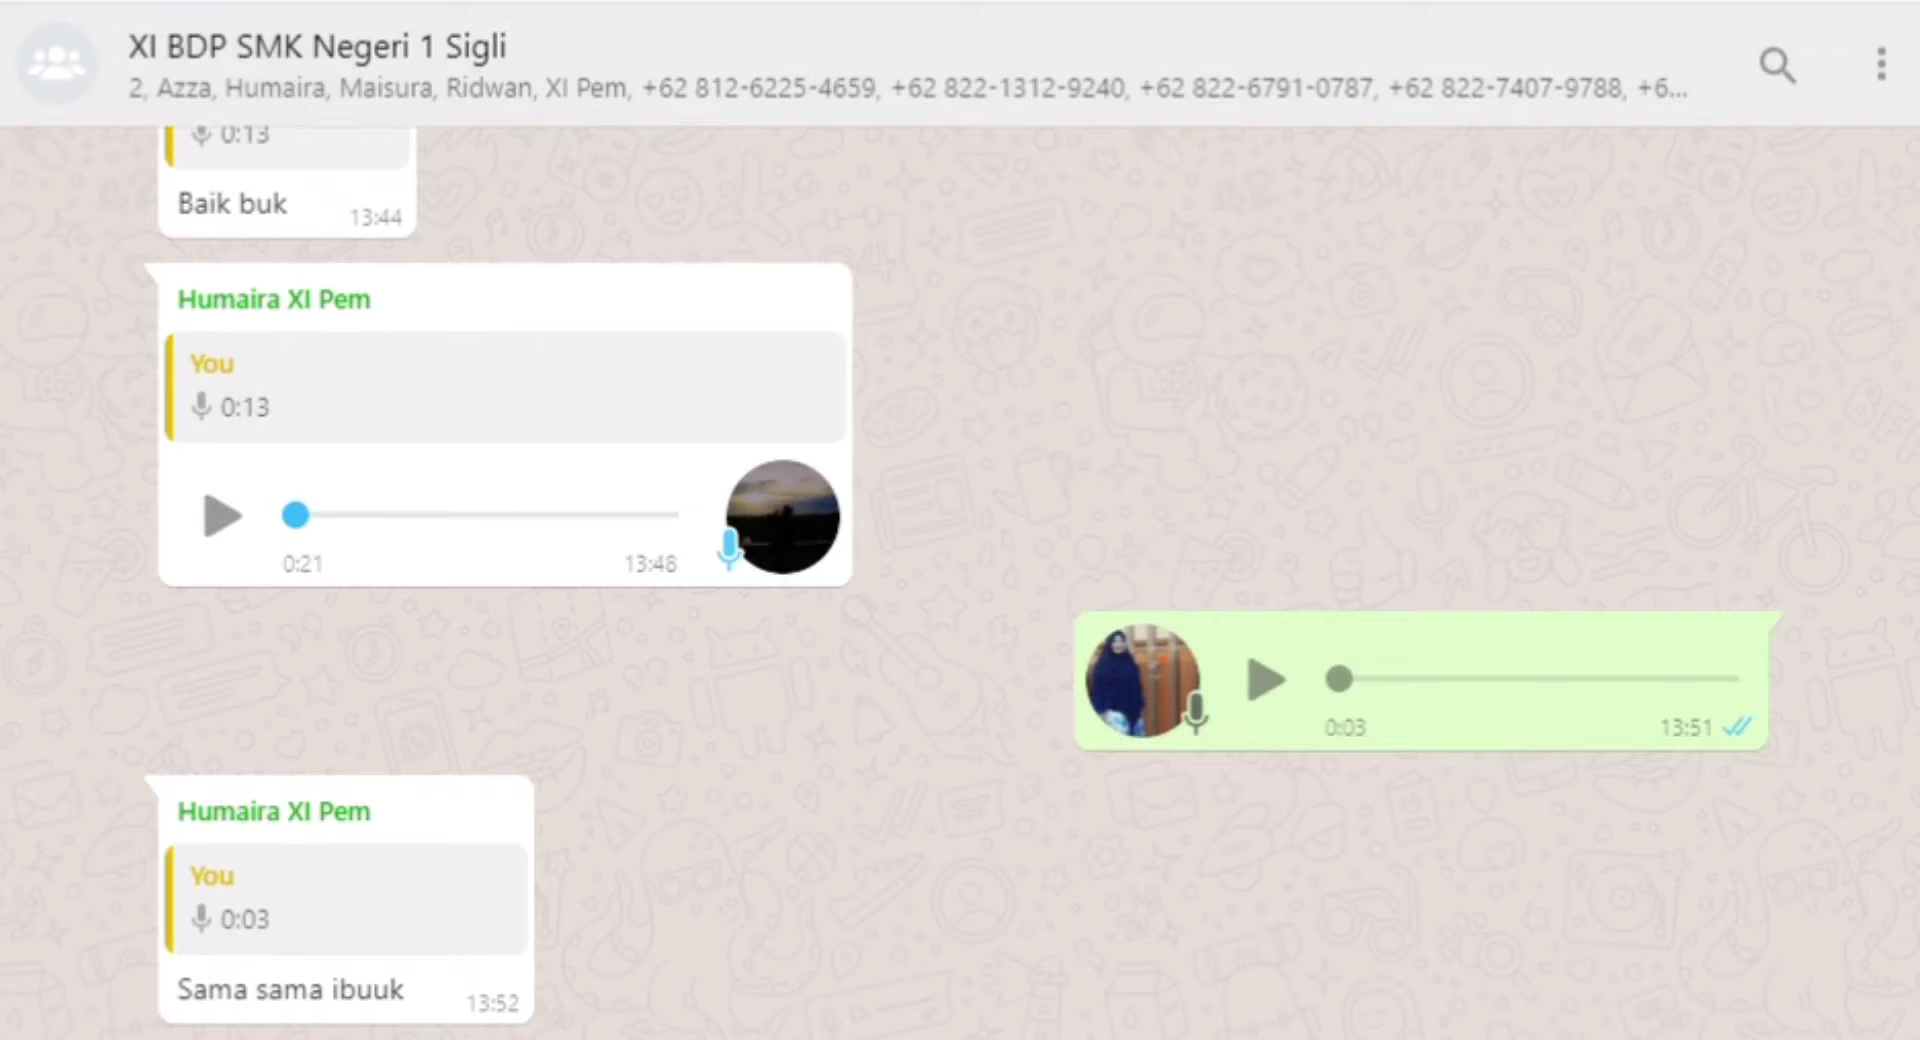 XI BDP SMK Negeri 1 Sigli
2, Azza, Humaira, Maisura, Ridwan, XI Pem, +62 812-6225-4659, +62 822-1312-9240, +62 822-6791-0787, +62 822-7407-9788, +6...
0:13
Baik buk
13:44
Humaira XI Pem
You
0:13
0:21
13:48
0:03
13:51
Humaira XI Pem
You
0:03
Sama sama ibuuk
13:52